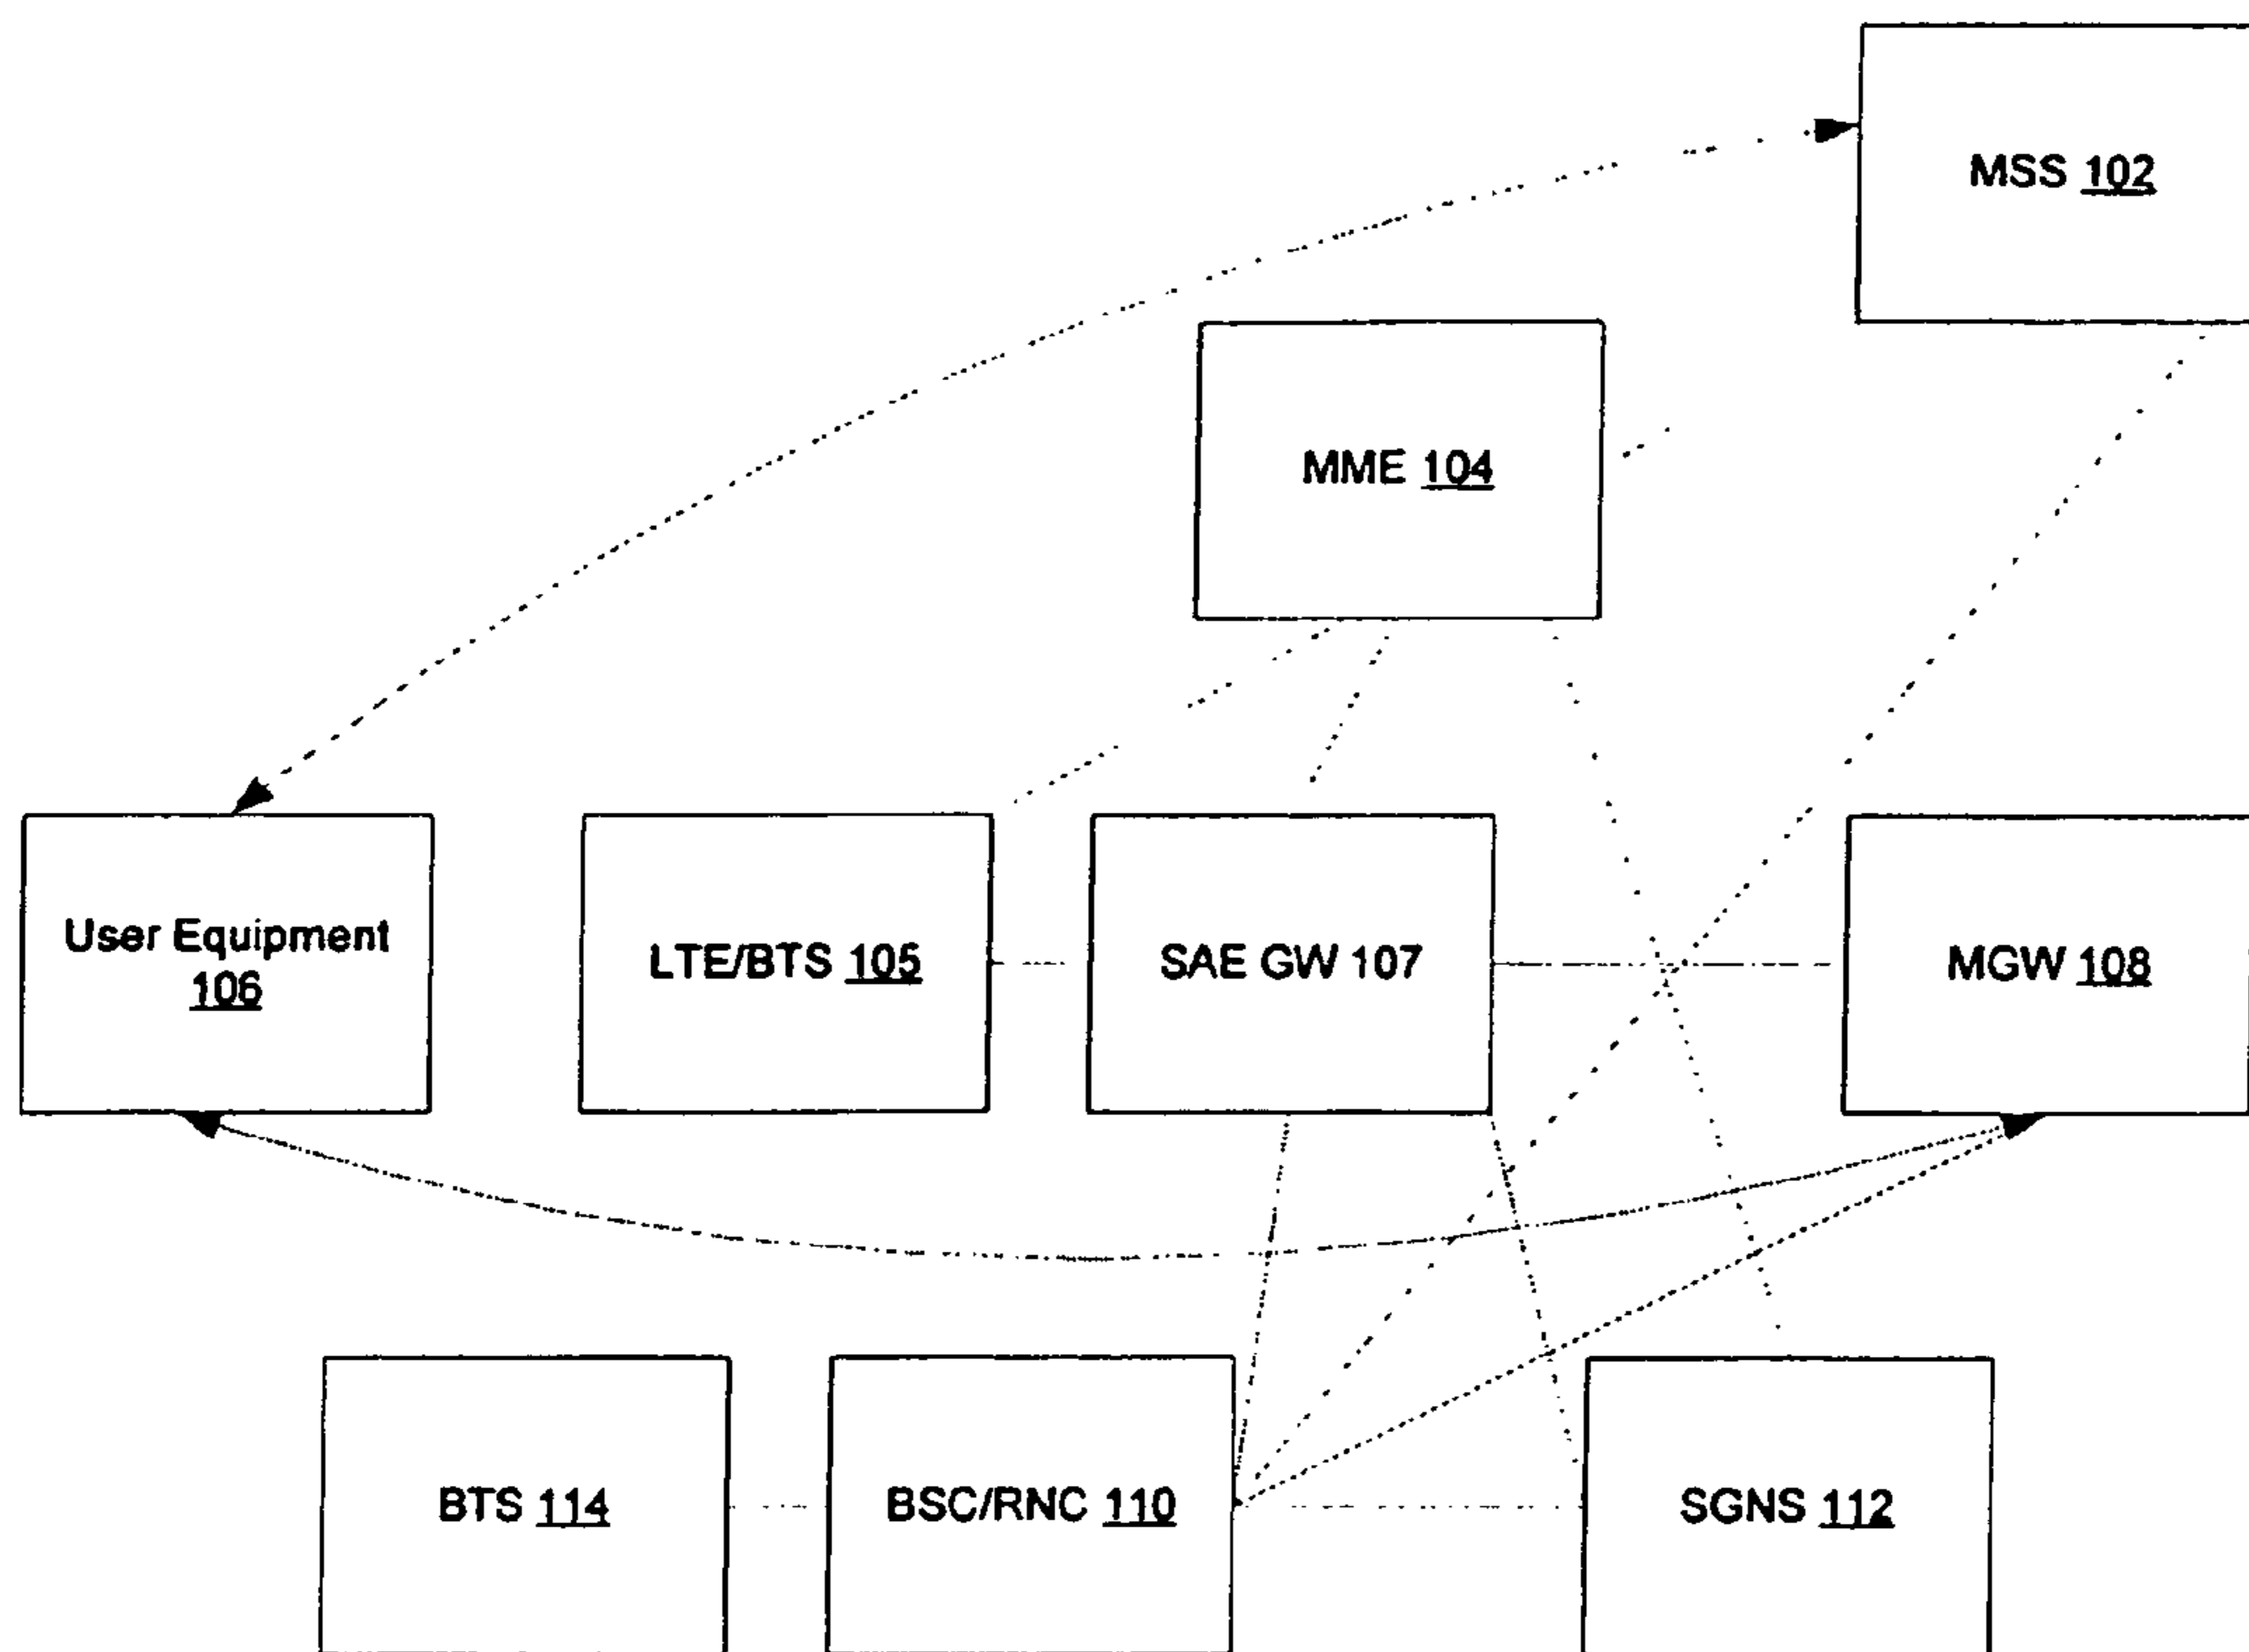 MSS 102
MME 104
User Equipment
106
LTE/BTS 105
SAE GW 107
MGW 108
BTS 114
BSC/RNC 110
SGNS 112